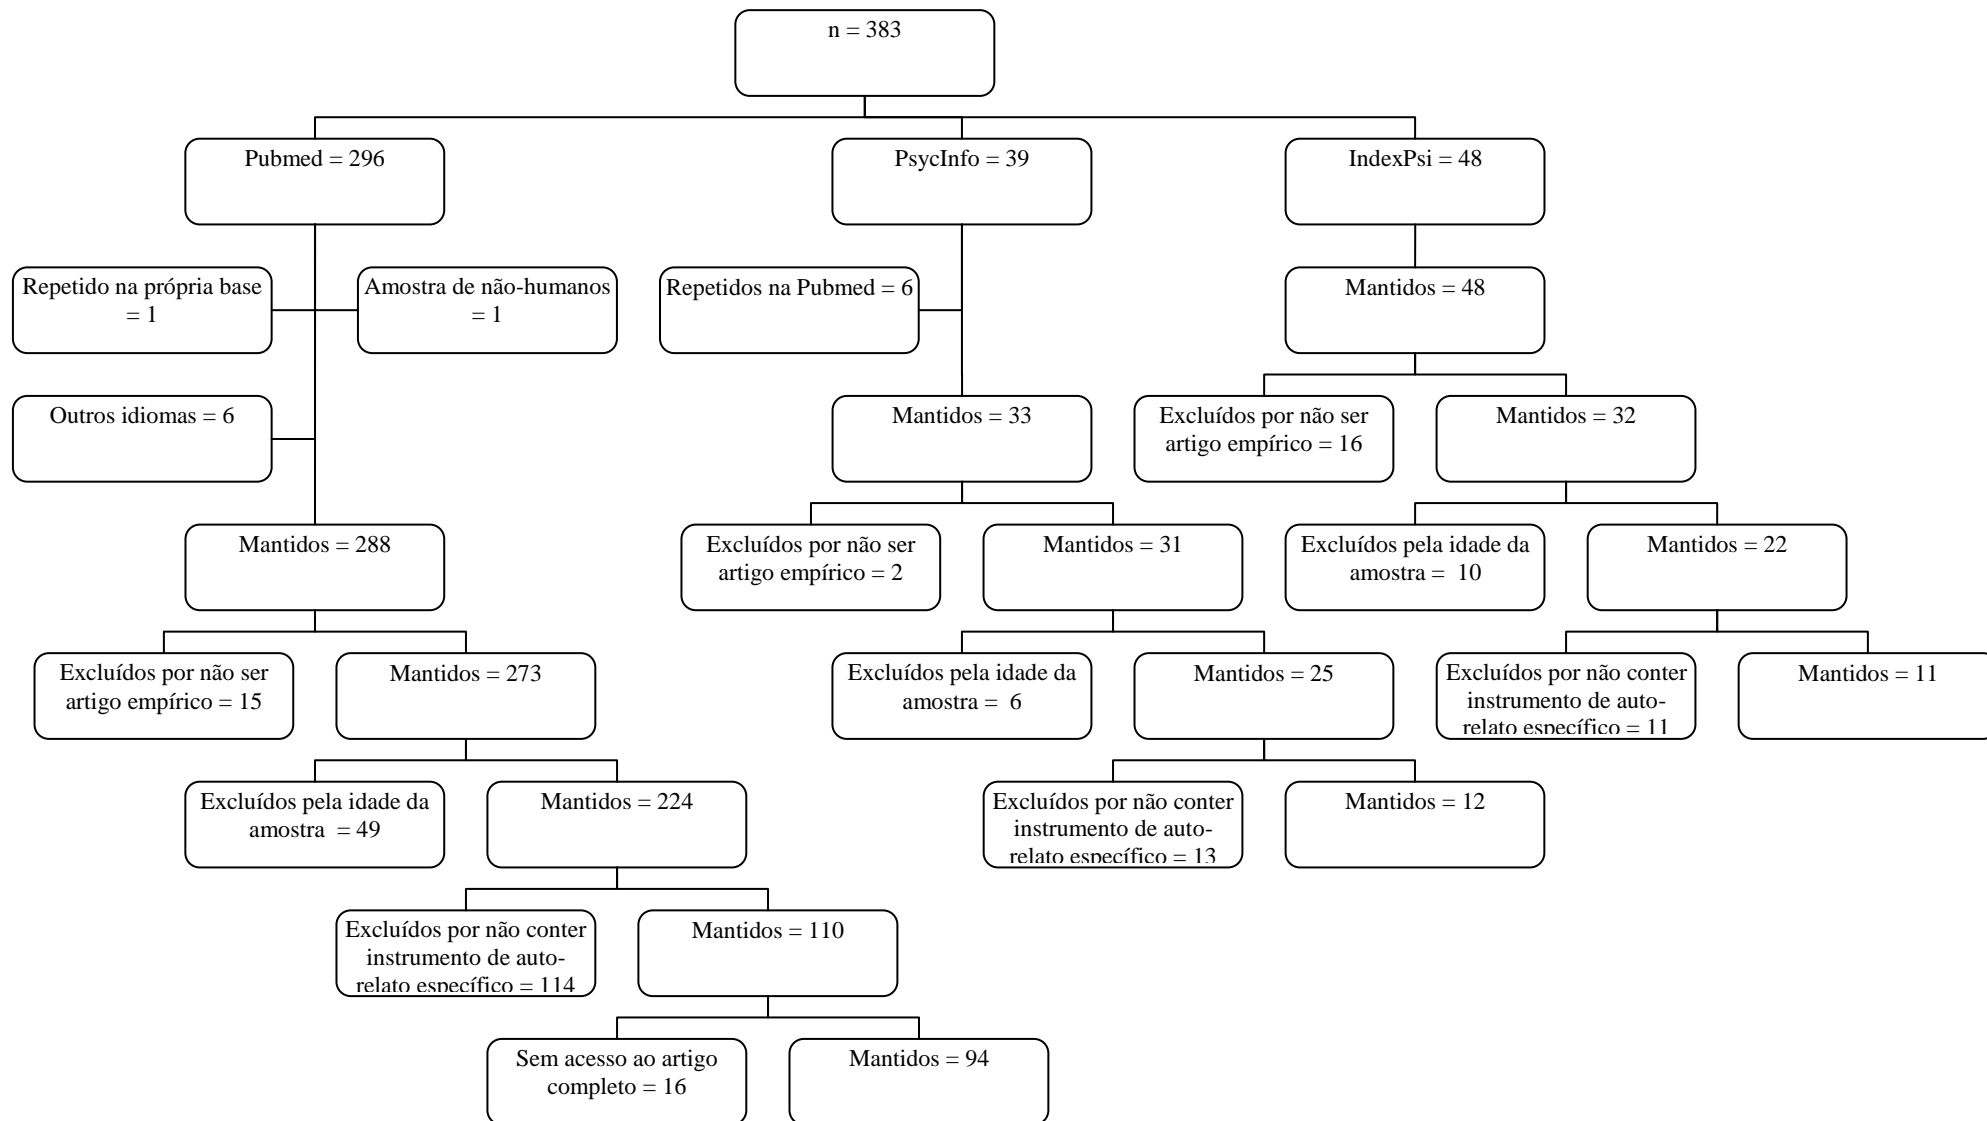 n = 383
Pubmed = 296
PsycInfo = 39
IndexPsi = 48
Repetido na própria base
= 1
Amostra de não-humanos
= 1
Repetidos na Pubmed = 6
Mantidos = 48
Outros idiomas = 6
Mantidos = 33
Excluídos por não ser
artigo empírico = 16
Mantidos = 32
Mantidos = 288
Excluídos por não ser
artigo empírico = 2
Mantidos = 31
Excluídos pela idade da
amostra =  10
Mantidos = 22
Excluídos por não ser
artigo empírico = 15
Mantidos = 273
Excluídos pela idade da
amostra =  6
Mantidos = 25
Excluídos por não conter
instrumento de auto-
relato específico = 11
Mantidos = 11
Excluídos pela idade da
amostra  = 49
Mantidos = 224
Excluídos por não conter
instrumento de auto-
relato específico = 13
Mantidos = 12
Excluídos por não conter
instrumento de auto-
relato específico = 114
Mantidos = 110
Sem acesso ao artigo
completo = 16
Mantidos = 94